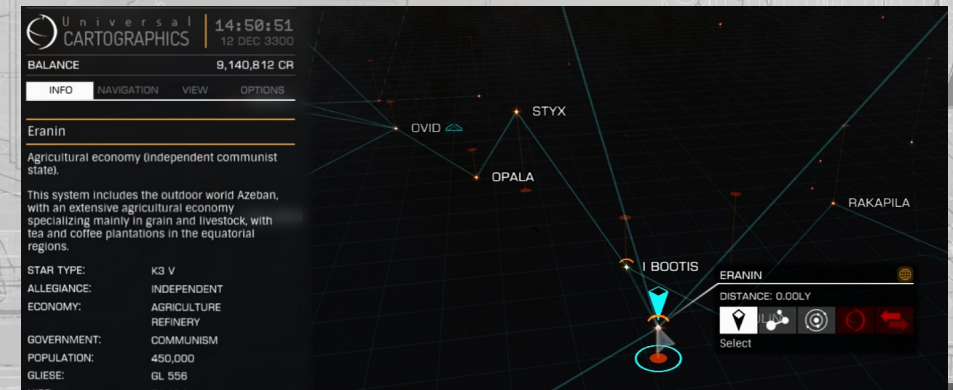 Universal
CARTOGRAPHICS
14:50:51
12 DEC 3300
BALANCE 9,140,812 CR
INFO NAVIGATION VIEW OPTIONS
Eranin
Agricultural economy (independent communist
state).
This system includes the outdoor world Azeban,
with an extensive agricultural economy
specializing mainly in grain and livestock, with
tea and coffee plantations in the equatorial
regions.
STAR TYPE: K3 V
ALLEGIANCE: INDEPENDENT
ECONOMY: AGRICULTURE
REFINERY
GOVERNMENT: COMMUNISM
POPULATION: 450,000
GLIESE: GL 556
OVID
STYX
OPALA
RAKAPILA
I BOOTIS
ERANIN
DISTANCE: 0.00LY
Select